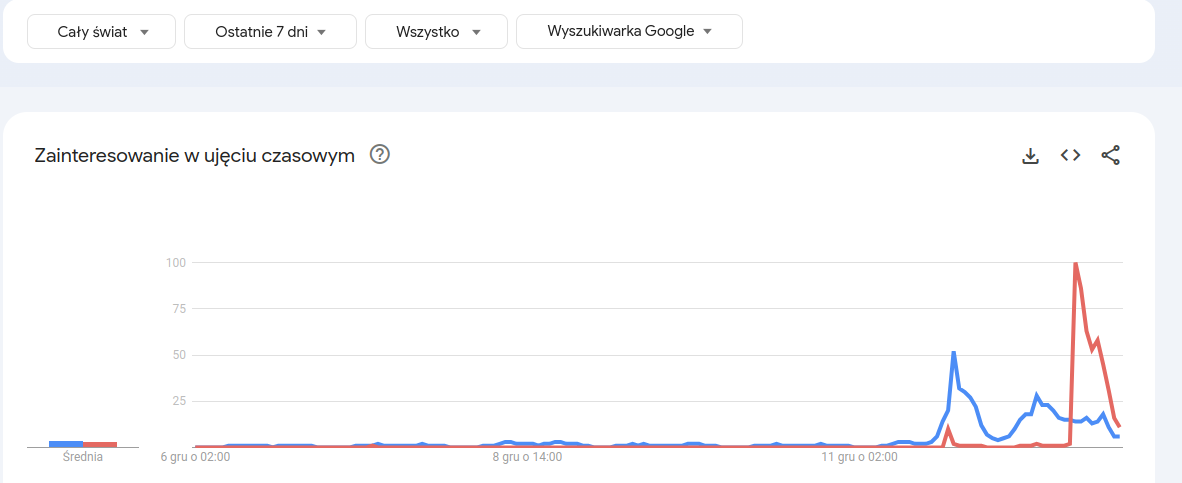 Cały świat Ostatnie 7 dni Wszystko Wyszukiwarka Google
Zainteresowanie w ujęciu czasowym ?
100
75
50
25
Średnia 6 gru o 02:00 8 gru o 14:00 11 gru o 02:00